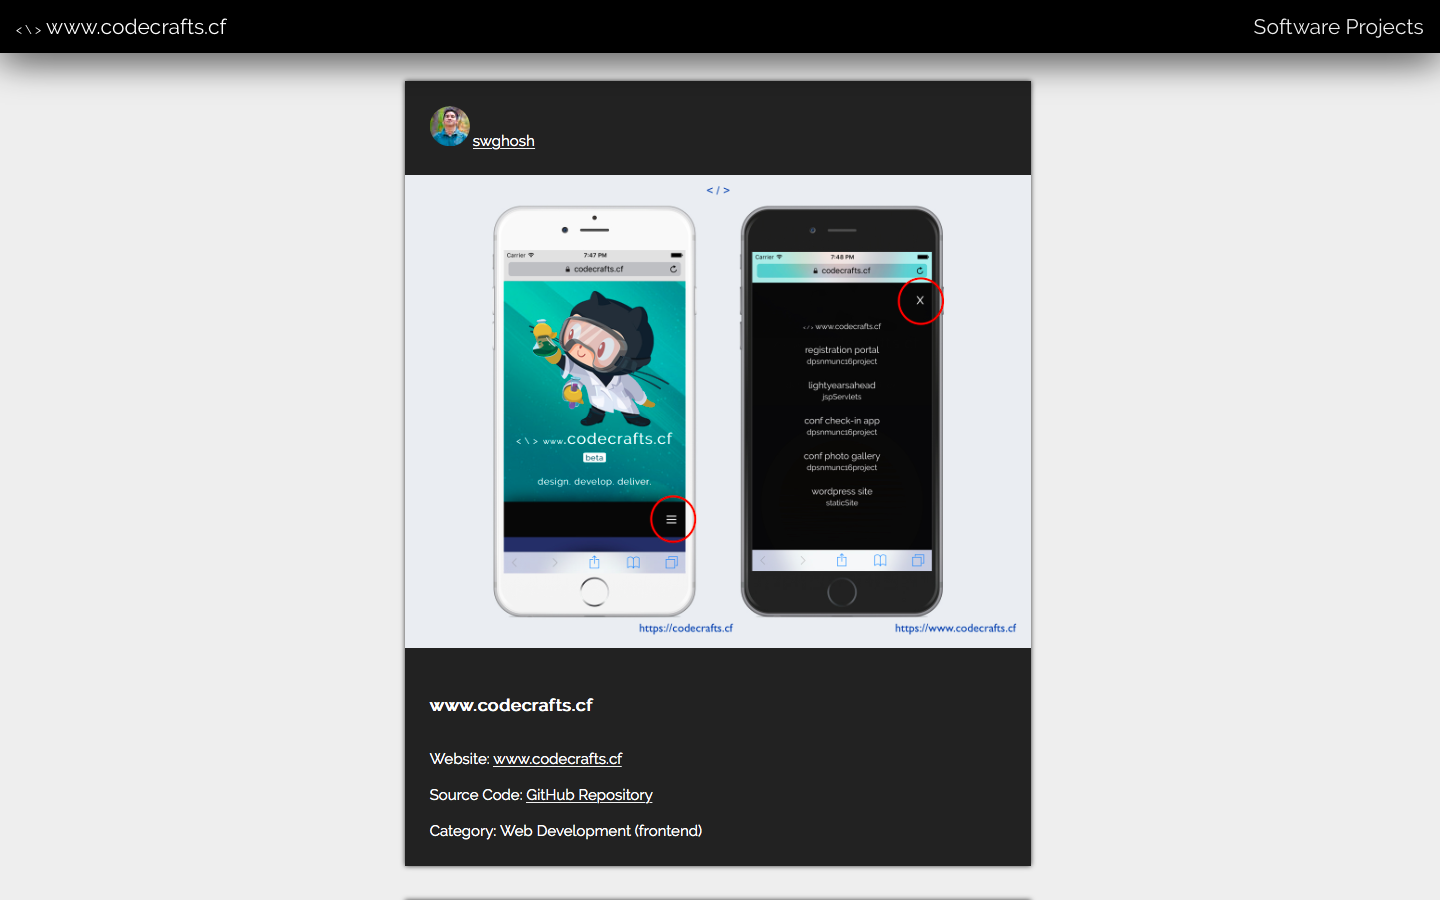 <\> www.codecrafts.cf
Software Projects
swghosh
</>
Carrier 7:47 PM
codecrafts.cf
<\> www.codecrafts.cf
beta
design. develop. deliver.
https://codecrafts.cf
Carrier 7:48 PM
codecrafts.cf
X
<\> www.codecrafts.cf
registration portal
dpsnmunc16project
lightyearsahead
jspServlets
conf check-in app
dpsnmunc16project
conf photo gallery
dpsnmunc16project
wordpress site
staticSite
https://www.codecrafts.cf
www.codecrafts.cf
Website: www.codecrafts.cf
Source Code: GitHub Repository
Category: Web Development (frontend)